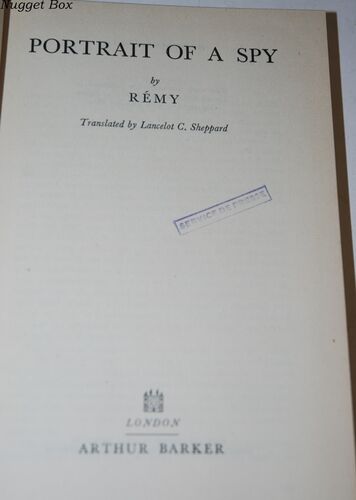 Nugget Box
PORTRAIT OF A SPY
by
RÉMY
Translated by Lancelot C. Sheppard
SERVICE DE PRESSE
LONDON
ARTHUR BARKER